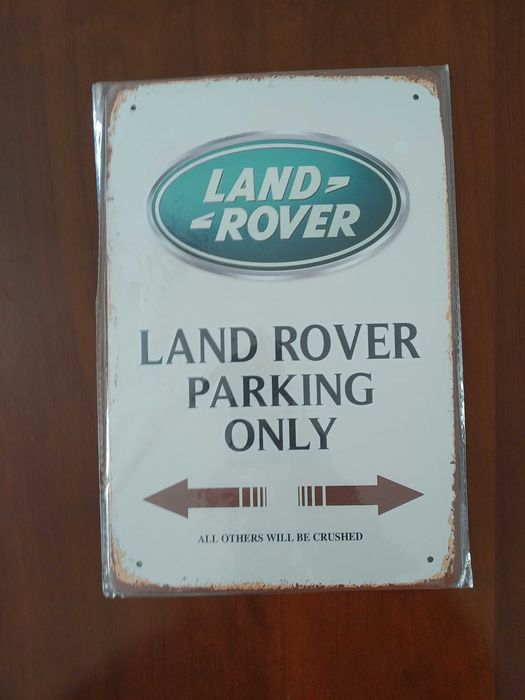 LAND
ROVER
LAND ROVER
PARKING
ONLY
ALL OTHERS WILL BE CRUSHED